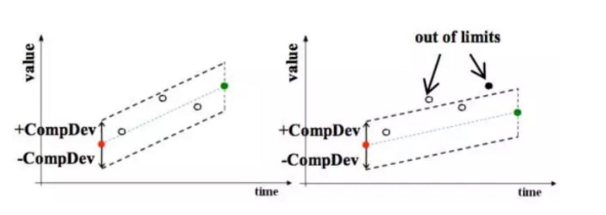 value
+CompDev
-CompDev
time
value
out of limits
+CompDev
-CompDev
time